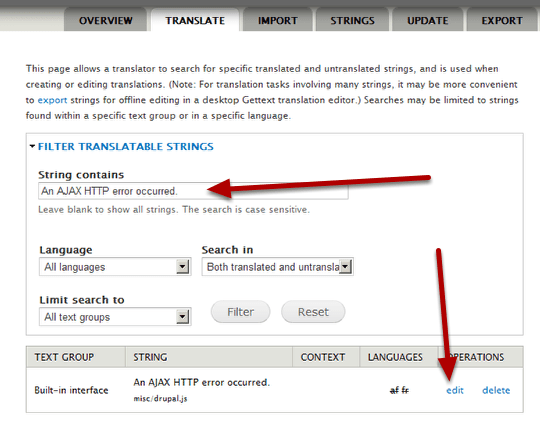 OVERVIEW TRANSLATE IMPORT STRINGS UPDATE EXPORT
This page allows a translator to search for specific translated and untranslated strings, and is used when
creating or editing translations. (Note: For translation tasks involving many strings, it may be more convenient
to export strings for offline editing in a desktop Gettext translation editor.) Searches may be limited to strings
found within a specific text group or in a specific language.
FILTER TRANSLATABLE STRINGS
String contains
An AJAX HTTP error occurred.
Leave blank to show all strings. The search is case sensitive.
Language Search in
All languages Both translated and untransla
Limit search to
All text groups Filter Reset
TEXT GROUP STRING CONTEXT LANGUAGES OPERATIONS
Built-in interface An AJAX HTTP error occurred. af fr edit delete
misc/drupal.js